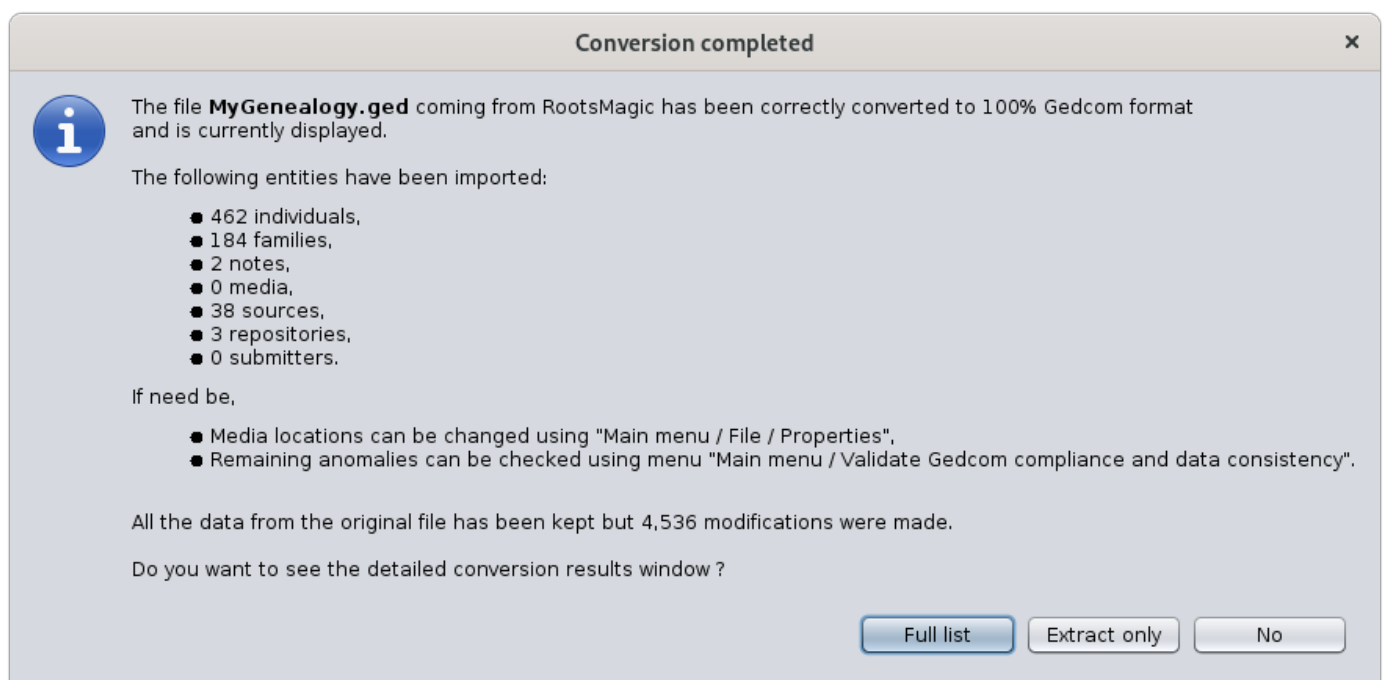 Conversion completed
The file MyGenealogy.ged coming from RootsMagic has been correctly converted to 100% Gedcom format
and is currently displayed.
The following entities have been imported:
462 individuals,
184 families,
2 notes,
0 media,
38 sources,
3 repositories,
0 submitters.
If need be,
Media locations can be changed using "Main menu / File / Properties",
Remaining anomalies can be checked using menu "Main menu / Validate Gedcom compliance and data consistency".
All the data from the original file has been kept but 4,536 modifications were made.
Do you want to see the detailed conversion results window ?
Full list Extract only No